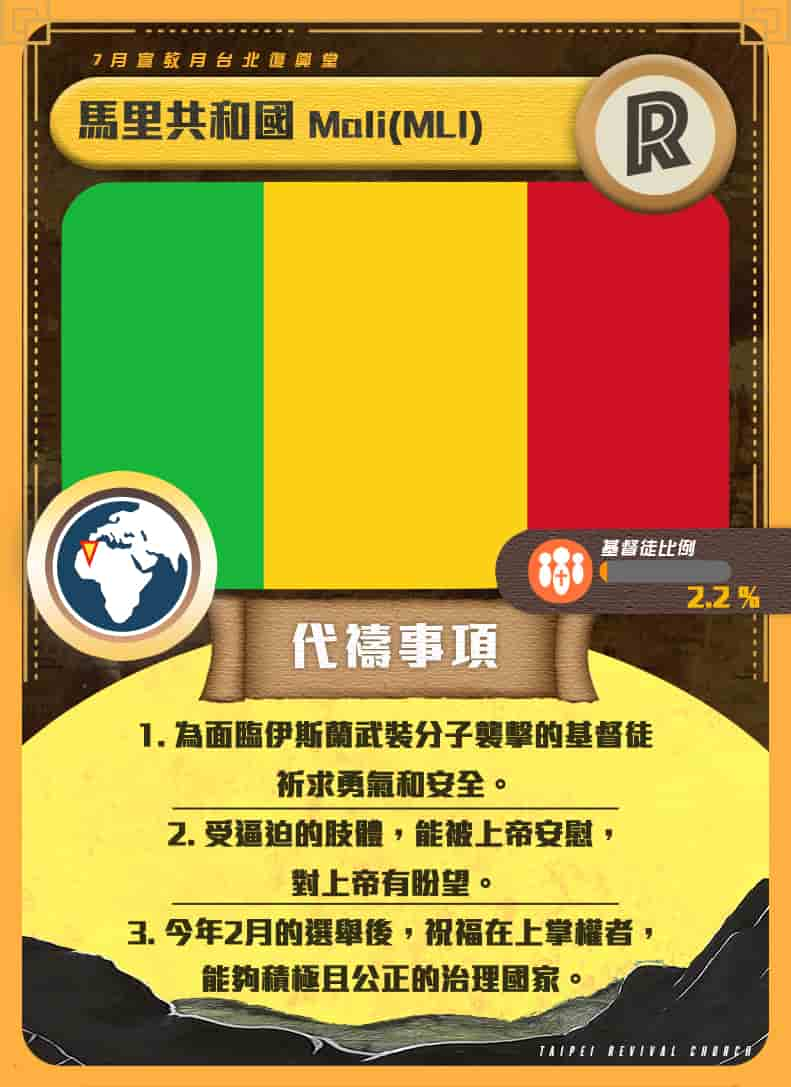 7月宣教月台北復興堂
馬里共和國 Mali(MLI)
R
基督徒比例
2.2 %
代禱事項
1. 為面臨伊斯蘭武裝分子襲擊的基督徒
祈求勇氣和安全。
2. 受逼迫的肢體，能被上帝安慰，
對上帝有盼望。
3. 今年2月的選舉後，祝福在上掌權者，
能夠積極且公正的治理國家。
TAIPEI REVIVAL CHURCH